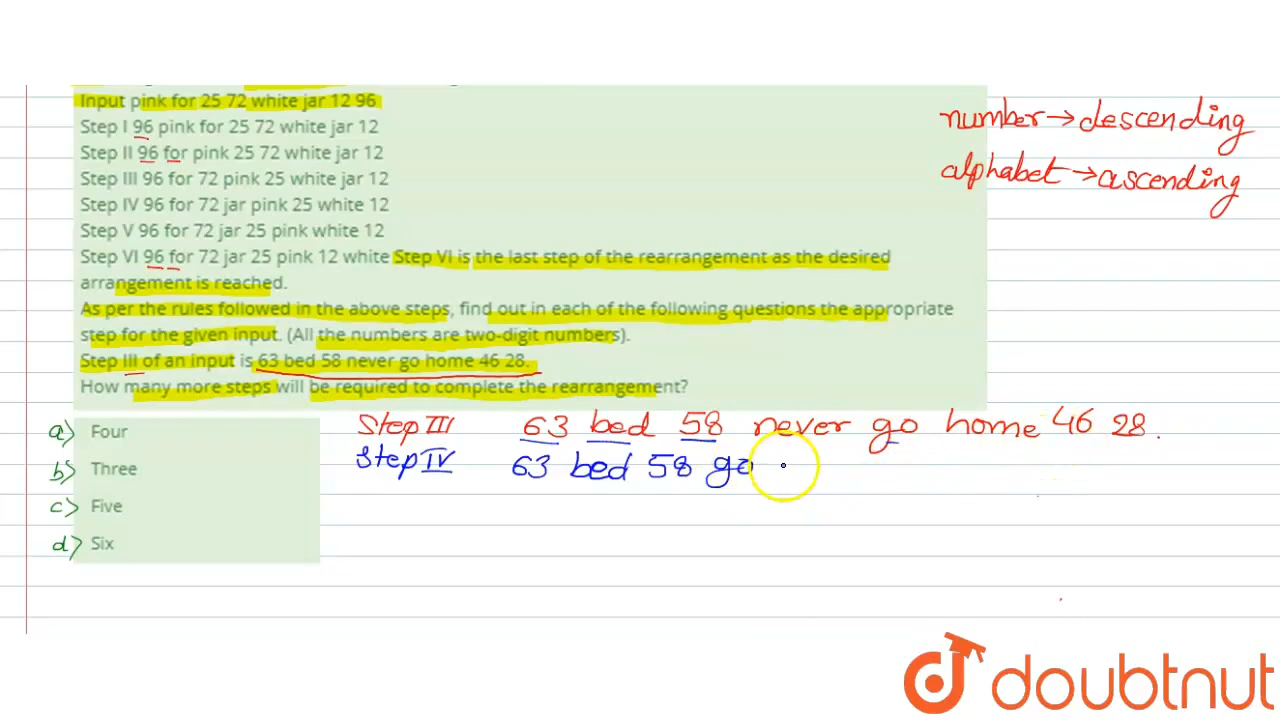 Input pink for 25 72 white jar 12 96
number→descending
Step I 96 pink for 25 72 white jar 12
Step II 96 for pink 25 72 white jar 12
alphabet→ascending
Step III 96 for 72 pink 25 white jar 12
Step IV 96 for 72 jar pink 25 white 12
Step V 96 for 72 jar 25 pink white 12
Step VI 96 for 72 jar 25 pink 12 white Step VI is the last step of the rearrangement as the desired
arrangement is reached.
As per the rules followed in the above steps, find out in each of the following questions the appropriate
step for the given input. (All the numbers are two-digit numbers).
Step III of an input is 63 bed 58 never go home 46 28.
How many more steps will be required to complete the rearrangement?
a) Four
Step III 63 bed 58 never go home 46 28.
b) Three
Step IV 63 bed 58 go
c) Five
d) Six
doubtnut